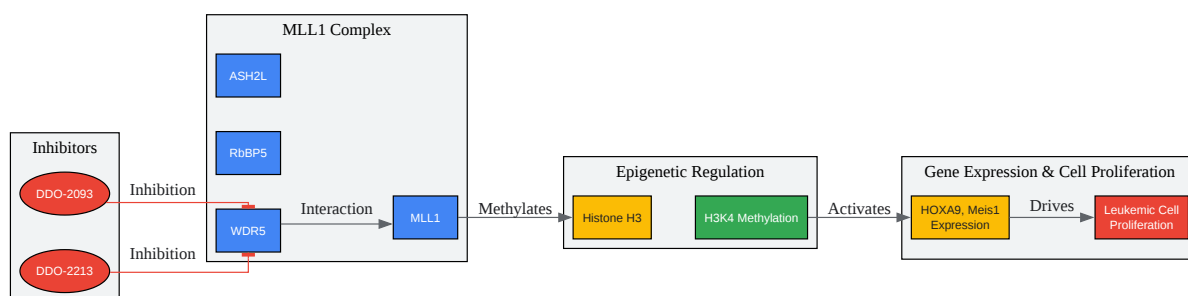 MLL1 Complex
ASH2L
RbBP5
Inhibitors
DDO-2093
Inhibition
WDR5
Interaction
MLL1
Methylates
Inhibition
DDO-2213
Epigenetic Regulation
Histone H3
H3K4 Methylation
Activates
Gene Expression & Cell Proliferation
HOXA9, Meis1
Expression
Drives
Leukemic Cell
Proliferation